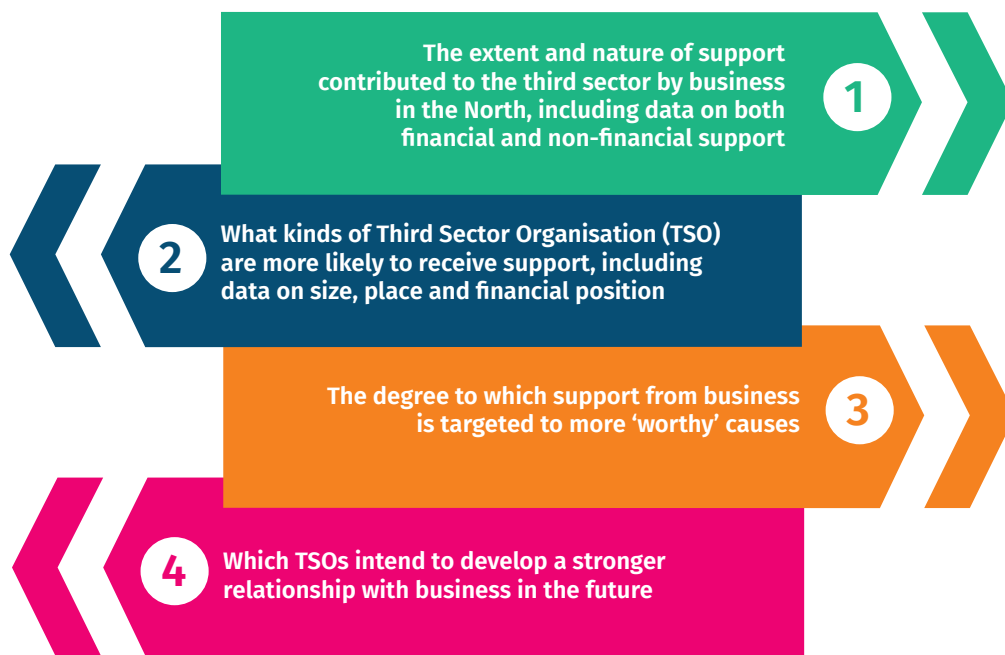 The extent and nature of support
contributed to the third sector by business
in the North, including data on both
financial and non-financial support
1
2
What kinds of Third Sector Organisation (TSO)
are more likely to receive support, including
data on size, place and financial position
The degree to which support from business
is targeted to more ‘worthy’ causes
3
4
Which TSOs intend to develop a stronger
relationship with business in the future